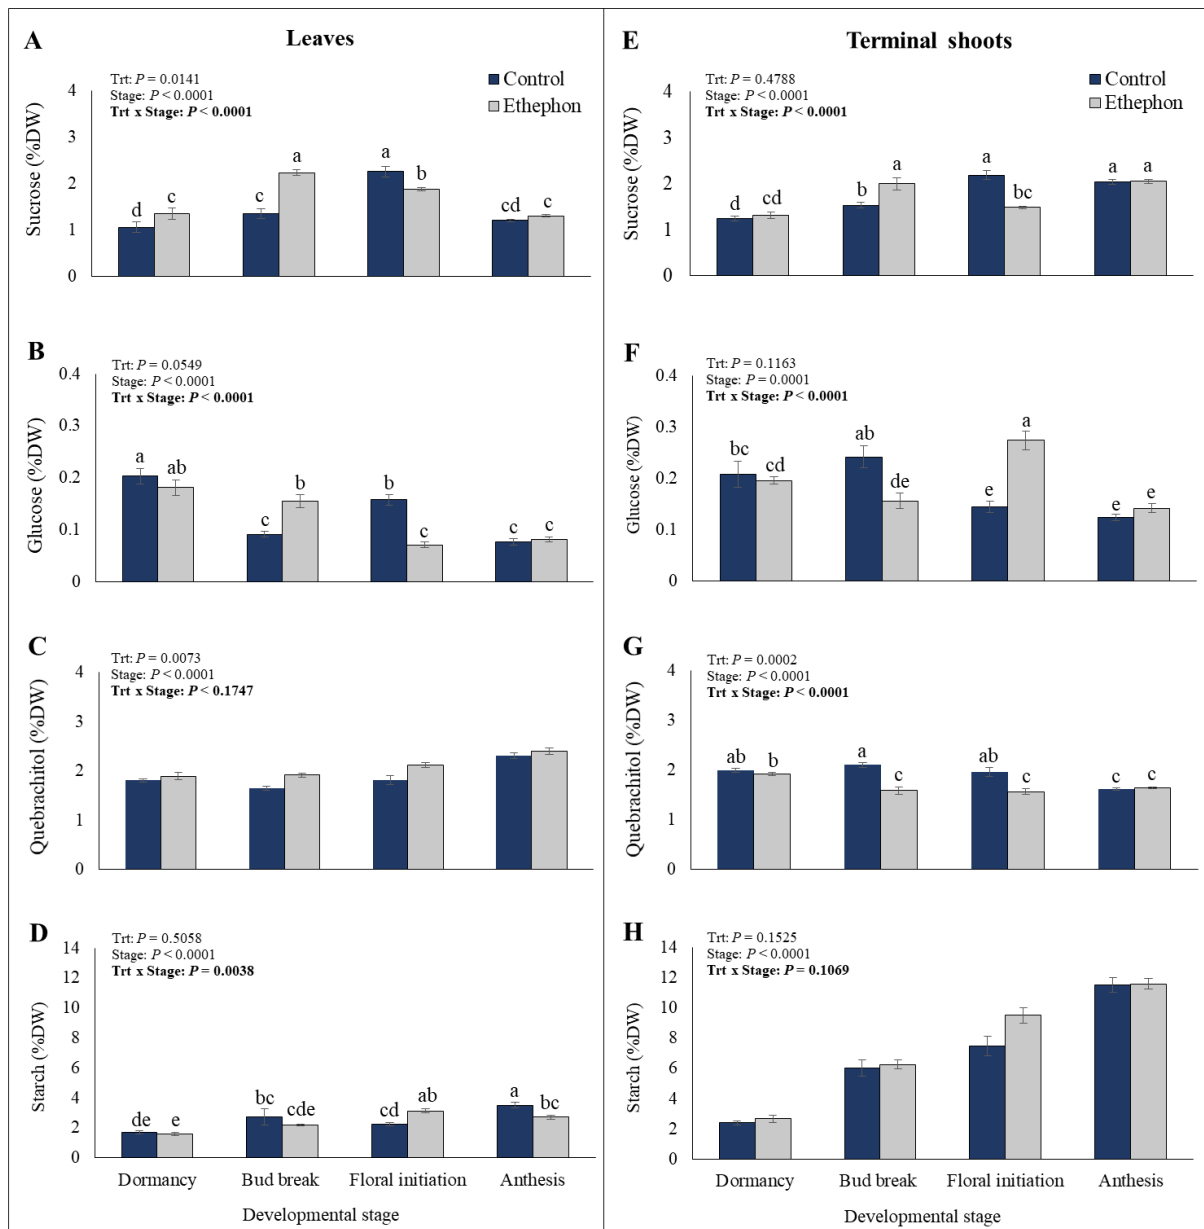 A
Leaves
Trt: P = 0.0141
Stage: P < 0.0001
Trt x Stage: P < 0.0001
Control
Ethephon
Sucrose (%DW)
4
3
2
1
0
d
c
c
a
a
b
cd
c
B
Trt: P = 0.0549
Stage: P < 0.0001
Trt x Stage: P < 0.0001
Glucose (%DW)
0.4
0.3
0.2
0.1
0
a
ab
c
b
b
c
c
c
C
Trt: P = 0.0073
Stage: P < 0.0001
Trt x Stage: P < 0.1747
Quebrachitol (%DW)
4
3
2
1
0
D
Trt: P = 0.5058
Stage: P < 0.0001
Trt x Stage: P = 0.0038
Starch (%DW)
14
12
10
8
6
4
2
0
de
e
bc
cde
cd
ab
a
bc
Dormancy
Bud break
Floral initiation
Anthesis
Developmental stage
E
Terminal shoots
Trt: P = 0.4788
Stage: P < 0.0001
Trt x Stage: P < 0.0001
Control
Ethephon
Sucrose (%DW)
4
3
2
1
0
d
cd
b
a
a
bc
a
a
F
Trt: P = 0.1163
Stage: P = 0.0001
Trt x Stage: P < 0.0001
Glucose (%DW)
0.4
0.3
0.2
0.1
0
bc
cd
ab
de
e
a
e
e
G
Trt: P = 0.0002
Stage: P < 0.0001
Trt x Stage: P < 0.0001
Quebrachitol (%DW)
4
3
2
1
0
ab
b
a
c
ab
c
c
c
H
Trt: P = 0.1525
Stage: P < 0.0001
Trt x Stage: P = 0.1069
Starch (%DW)
14
12
10
8
6
4
2
0
Dormancy
Bud break
Floral initiation
Anthesis
Developmental stage